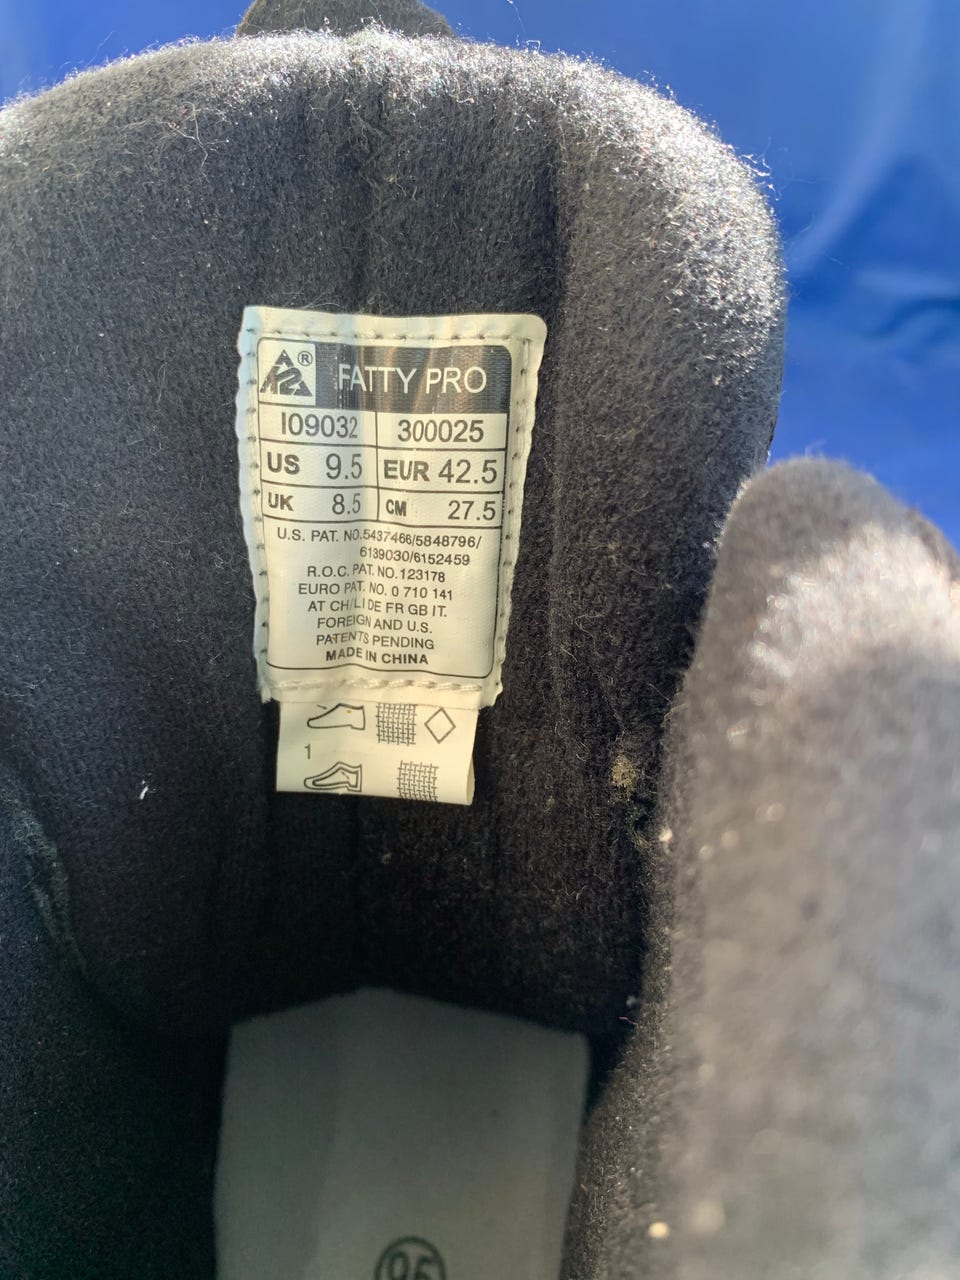 K2® FATTY PRO
I09032 300025
US 9.5 EUR 42.5
UK 8.5 CM 27.5
U.S. PAT. NO.5437466/5848796/
6139030/6152459
R.O.C. PAT. NO.123178
EURO PAT. NO. 0 710 141
AT CH/LI DE FR GB IT.
FOREIGN AND U.S.
PATENTS PENDING
MADE IN CHINA
1